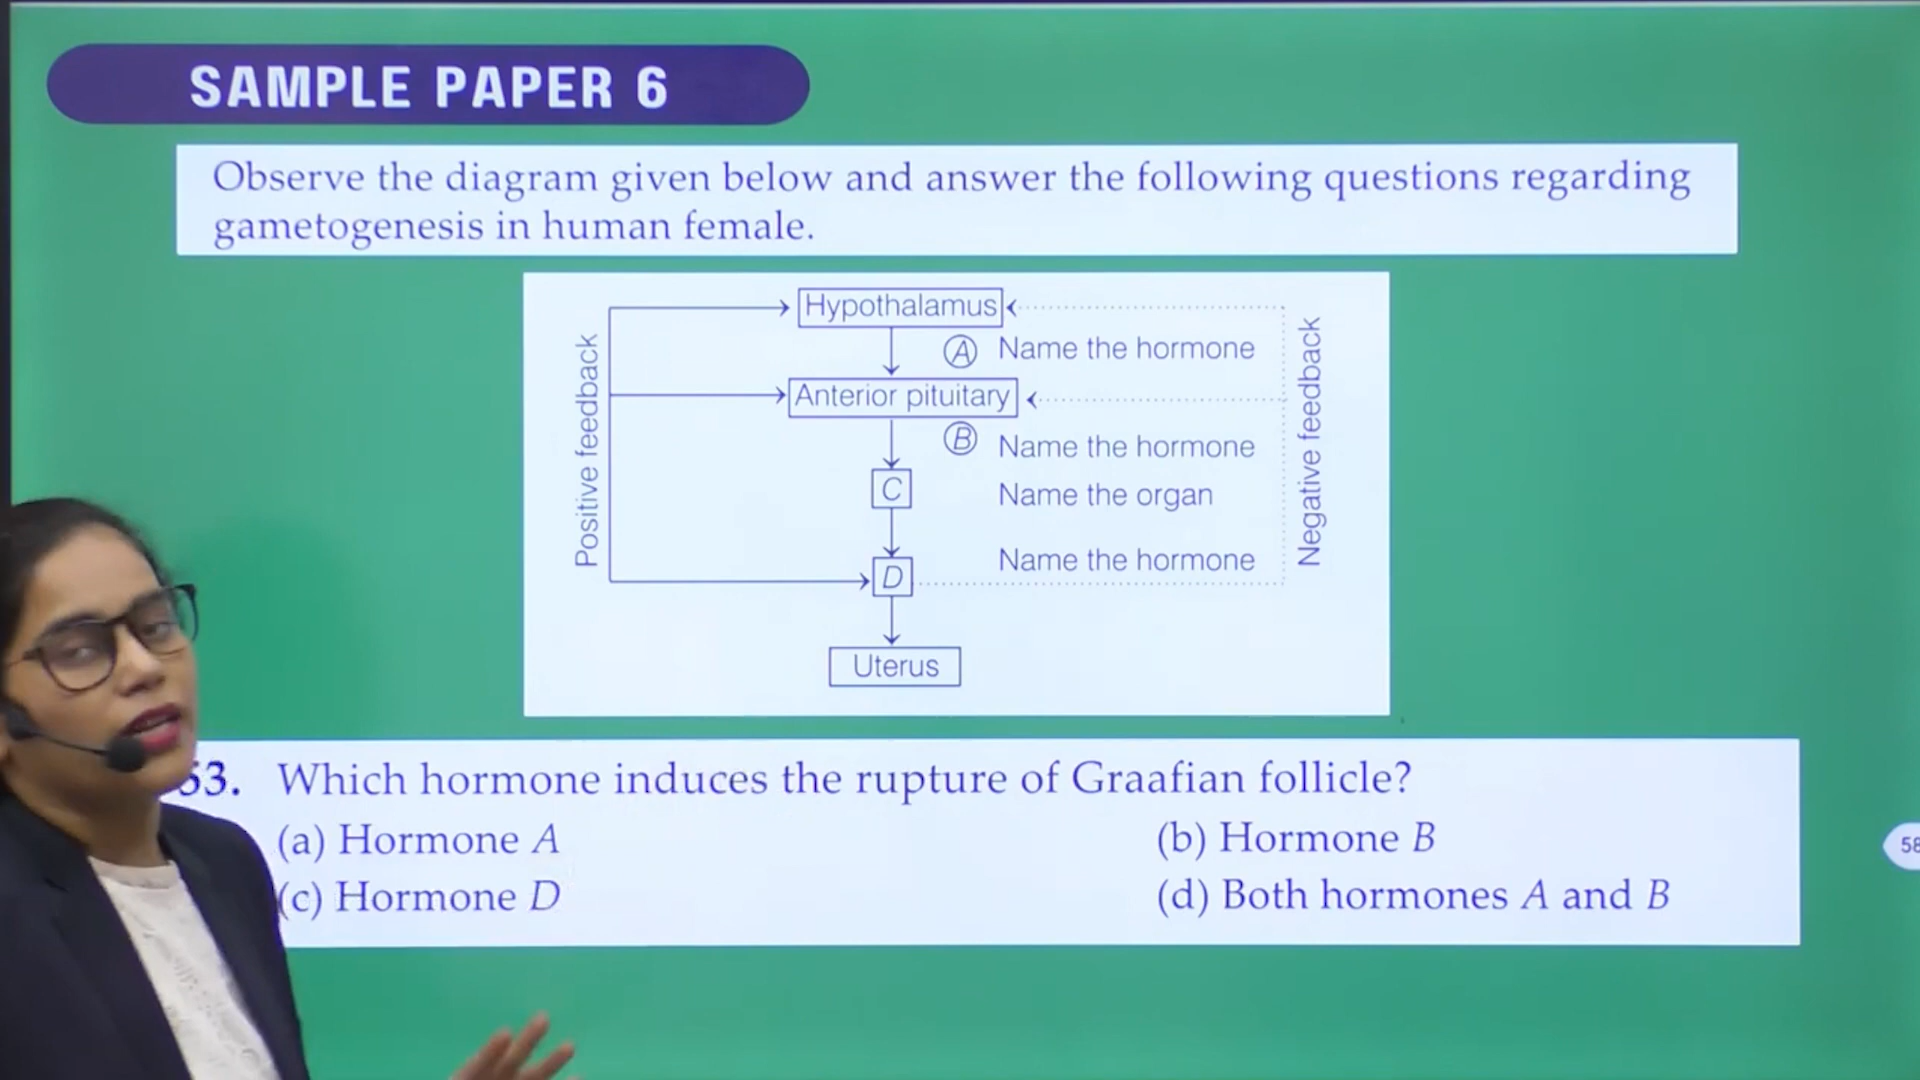 SAMPLE PAPER 6
Observe the diagram given below and answer the following questions regarding
gametogenesis in human female.
Hypothalamus
A Name the hormone
Anterior pituitary
B Name the hormone
C Name the organ
D Name the hormone
Uterus
Positive feedback
Negative feedback
53. Which hormone induces the rupture of Graafian follicle?
(a) Hormone A
(b) Hormone B
(c) Hormone D
(d) Both hormones A and B
58